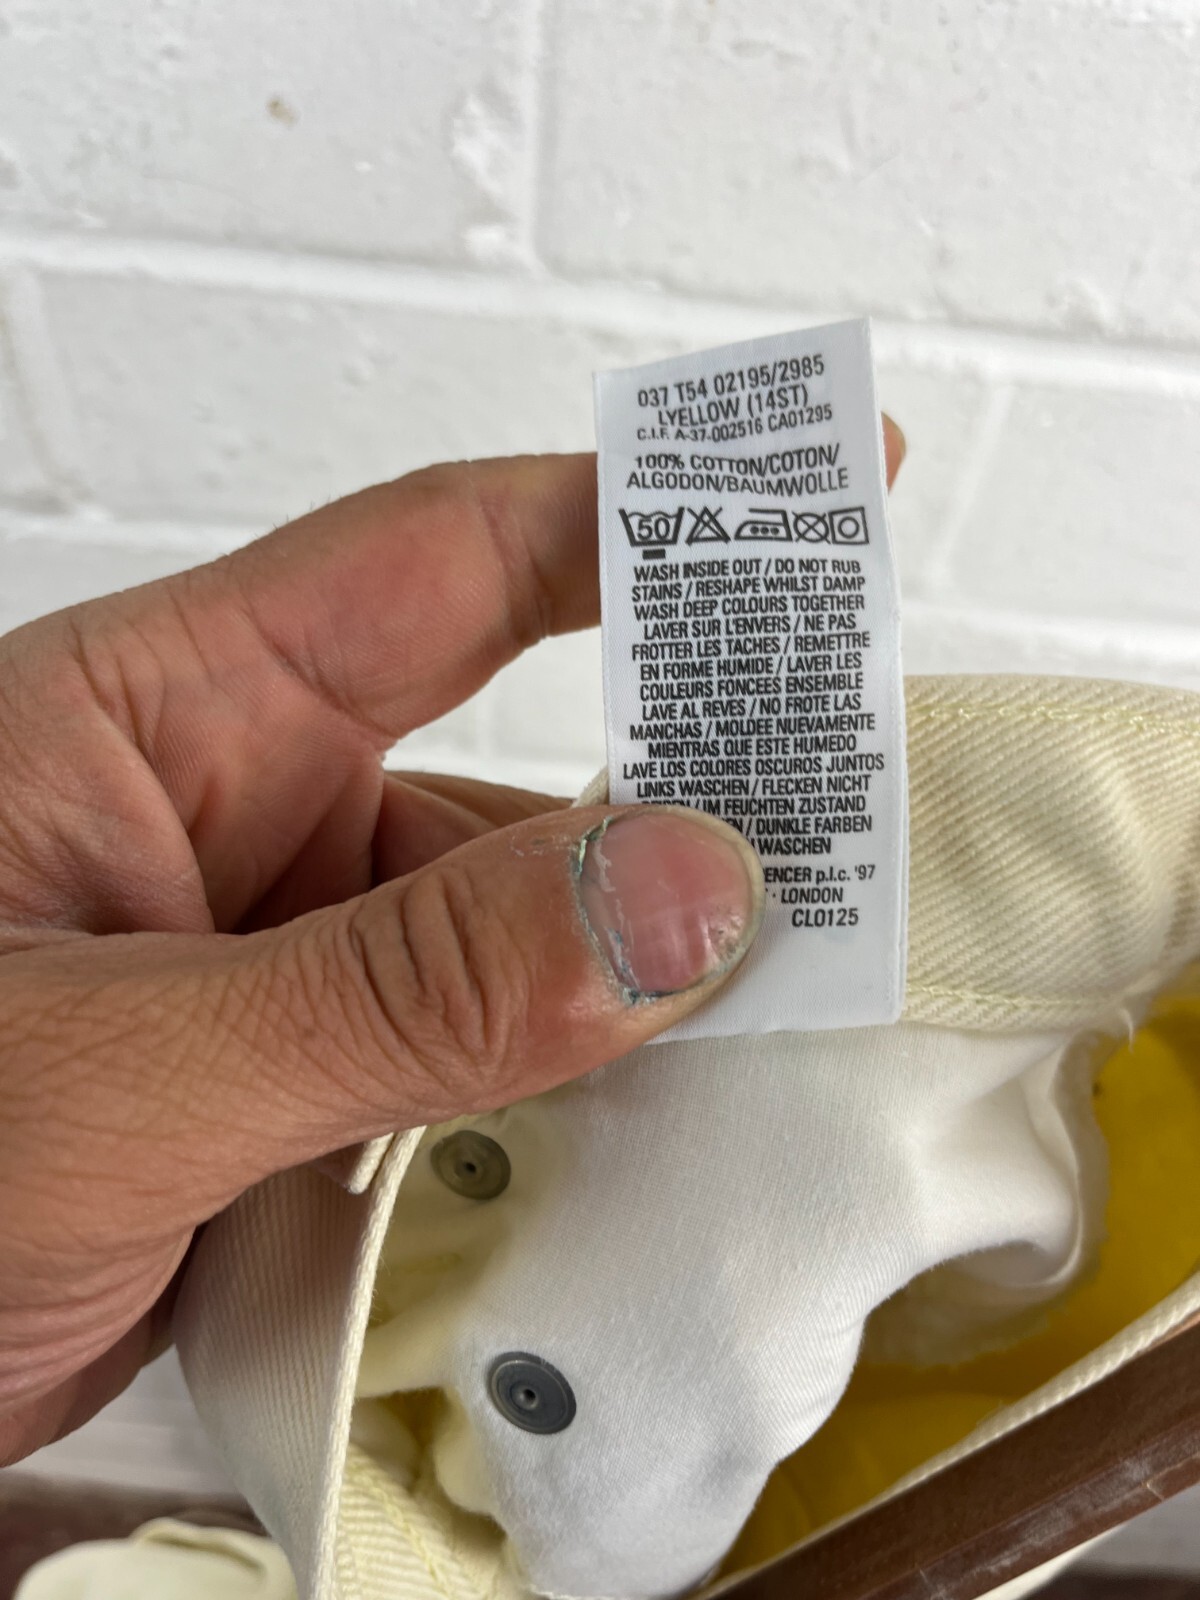 037 T54 02195/2985
LYELLOW (14ST)
C.I.F. A-37-002516 CA01295
100% COTTON/COTON/
ALGODON/BAUMWOLLE
50
WASH INSIDE OUT / DO NOT RUB
STAINS / RESHAPE WHILST DAMP
WASH DEEP COLOURS TOGETHER
LAVER SUR L'ENVERS / NE PAS
FROTTER LES TACHES / REMETTRE
EN FORME HUMIDE / LAVER LES
COULEURS FONCEES ENSEMBLE
LAVE AL REVES / NO FROTE LAS
MANCHAS / MOLDEE NUEVAMENTE
MIENTRAS QUE ESTE HUMEDO
LAVE LOS COLORES OSCUROS JUNTOS
LINKS WASCHEN / FLECKEN NICHT
/ IM FEUCHTEN ZUSTAND
/ DUNKLE FARBEN
WASCHEN
ENCER p.l.c. '97
· LONDON
CL0125